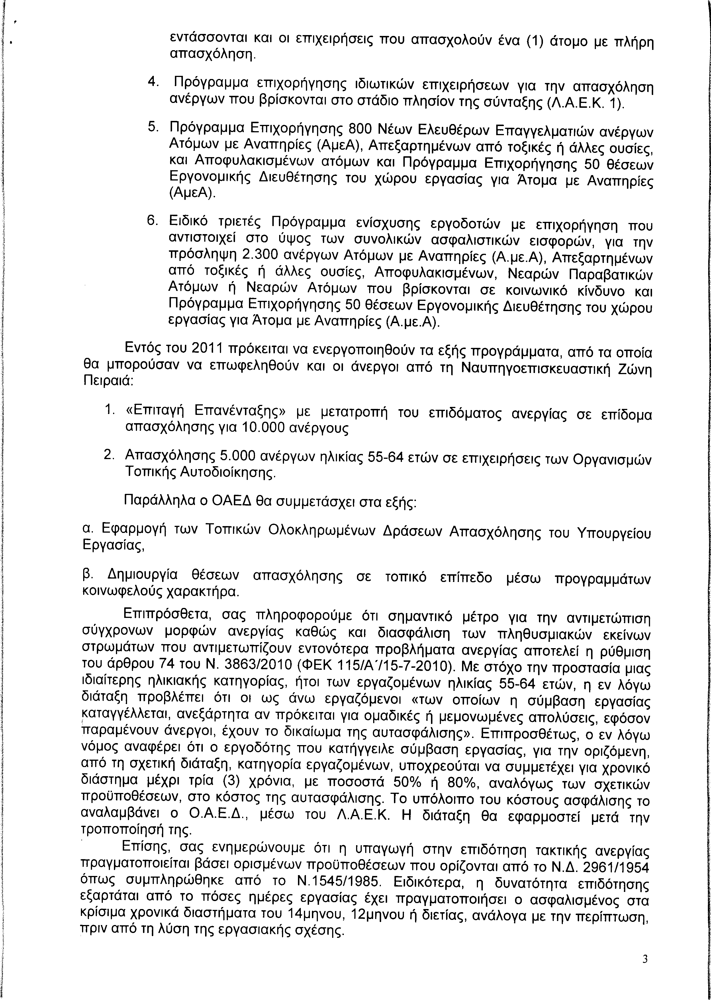 εντάσσονται και οι επιχειρήσεις που απασχολούν ένα (1) άτομο με πλήρη
απασχόληση.
4. Πρόγραμμα επιχορήγησης ιδιωτικών επιχειρήσεων για την απασχόληση
ανέργων που βρίσκονται στο στάδιο πλησίον της σύνταξης (Λ.Α.Ε.Κ. 1).
5. Πρόγραμμα Επιχορήγησης 800 Νέων Ελευθέρων Επαγγελματιών ανέργων
Ατόμων με Αναπηρίες (ΑμεΑ), Απεξαρτημένων από τοξικές ή άλλες ουσίες,
και Αποφυλακισμένων ατόμων και Πρόγραμμα Επιχορήγησης 50 θέσεων
Εργονομικής Διευθέτησης του χώρου εργασίας για Άτομα με Αναπηρίες
(ΑμεΑ).
6. Ειδικό τριετές Πρόγραμμα ενίσχυσης εργοδοτών με επιχορήγηση που
αντιστοιχεί στο ύψος των συνολικών ασφαλιστικών εισφορών, για την
πρόσληψη 2.300 ανέργων Ατόμων με Αναπηρίες (Α.με.Α), Απεξαρτημένων
από τοξικές ή άλλες ουσίες, Αποφυλακισμένων, Νεαρών Παραβατικών
Ατόμων ή Νεαρών Ατόμων που βρίσκονται σε κοινωνικό κίνδυνο και
Πρόγραμμα Επιχορήγησης 50 θέσεων Εργονομικής Διευθέτησης του χώρου
εργασίας για Άτομα με Αναπηρίες (Α.με.Α).
Εντός του 2011 πρόκειται να ενεργοποιηθούν τα εξής προγράμματα, από τα οποία
θα μπορούσαν να επωφεληθούν και οι άνεργοι από τη Ναυπηγοεπισκευαστική Ζώνη
Πειραιά:
1. «Επιταγή Επανένταξης» με μετατροπή του επιδόματος ανεργίας σε επίδομα
απασχόλησης για 10.000 ανέργους
2. Απασχόλησης 5.000 ανέργων ηλικίας 55-64 ετών σε επιχειρήσεις των Οργανισμών
Τοπικής Αυτοδιοίκησης.
Παράλληλα ο ΟΑΕΔ θα συμμετάσχει στα εξής:
α. Εφαρμογή των Τοπικών Ολοκληρωμένων Δράσεων Απασχόλησης του Υπουργείου
Εργασίας,
β. Δημιουργία θέσεων απασχόλησης σε τοπικό επίπεδο μέσω προγραμμάτων
κοινωφελούς χαρακτήρα.
Επιπρόσθετα, σας πληροφορούμε ότι σημαντικό μέτρο για την αντιμετώπιση
σύγχρονων μορφών ανεργίας καθώς και διασφάλιση των πληθυσμιακών εκείνων
στρωμάτων που αντιμετωπίζουν εντονότερα προβλήματα ανεργίας αποτελεί η ρύθμιση
του άρθρου 74 του Ν. 3863/2010 (ΦΕΚ 115/Α΄/15-7-2010). Με στόχο την προστασία μιας
ιδιαίτερης ηλικιακής κατηγορίας, ήτοι των εργαζομένων ηλικίας 55-64 ετών, η εν λόγω
διάταξη προβλέπει ότι οι ως άνω εργαζόμενοι «των οποίων η σύμβαση εργασίας
καταγγέλλεται, ανεξάρτητα αν πρόκειται για ομαδικές ή μεμονωμένες απολύσεις, εφόσον
παραμένουν άνεργοι, έχουν το δικαίωμα της αυτασφάλισης». Επιπροσθέτως, ο εν λόγω
νόμος αναφέρει ότι ο εργοδότης που κατήγγειλε σύμβαση εργασίας, για την οριζόμενη,
από τη σχετική διάταξη, κατηγορία εργαζομένων, υποχρεούται να συμμετέχει για χρονικό
διάστημα μέχρι τρία (3) χρόνια, με ποσοστά 50% ή 80%, αναλόγως των σχετικών
προϋποθέσεων, στο κόστος της αυτασφάλισης. Το υπόλοιπο του κόστους ασφάλισης το
αναλαμβάνει ο Ο.Α.Ε.Δ., μέσω του Λ.Α.Ε.Κ. Η διάταξη θα εφαρμοστεί μετά την
τροποποίησή της.
Επίσης, σας ενημερώνουμε ότι η υπαγωγή στην επιδότηση τακτικής ανεργίας
πραγματοποιείται βάσει ορισμένων προϋποθέσεων που ορίζονται από το Ν.Δ. 2961/1954
όπως συμπληρώθηκε από το Ν.1545/1985. Ειδικότερα, η δυνατότητα επιδότησης
εξαρτάται από το πόσες ημέρες εργασίας έχει πραγματοποιήσει ο ασφαλισμένος στα
κρίσιμα χρονικά διαστήματα του 14μηνου, 12μηνου ή διετίας, ανάλογα με την περίπτωση,
πριν από τη λύση της εργασιακής σχέσης.
3